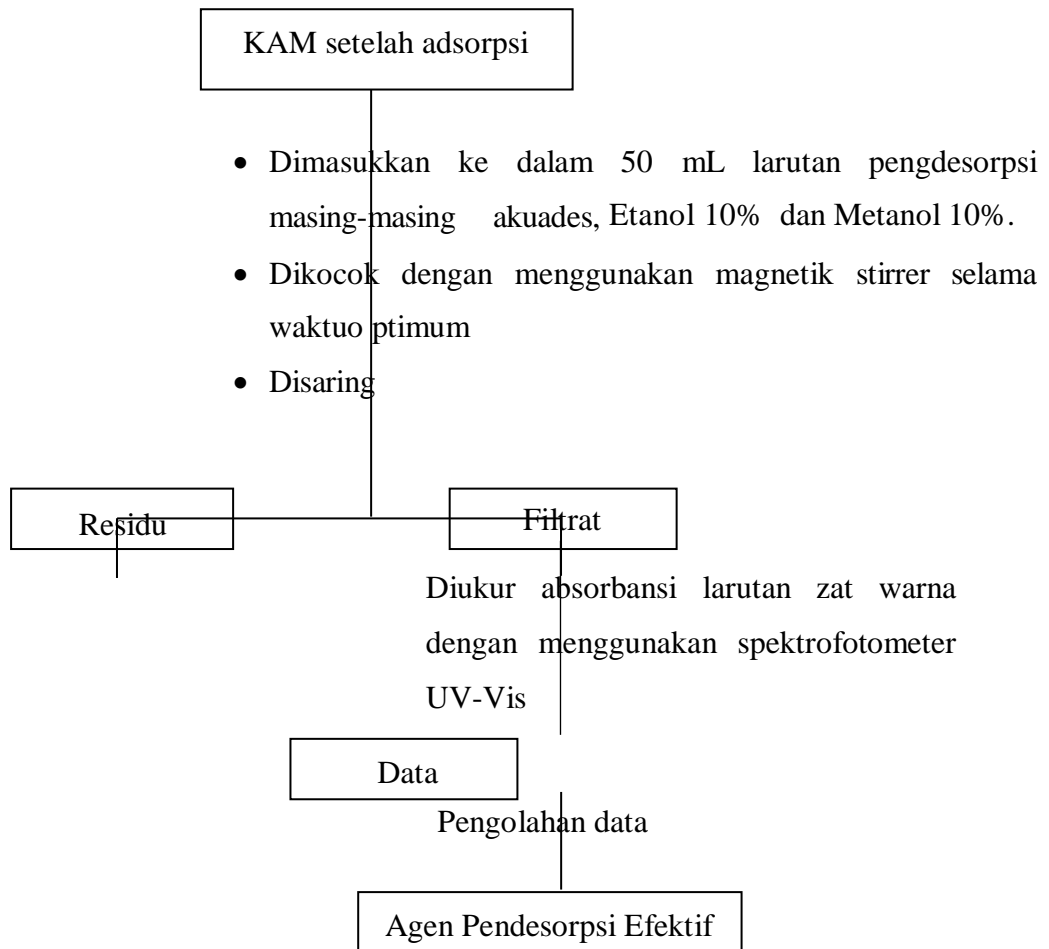 KAM setelah adsorpsi
• Dimasukkan ke dalam 50 mL larutan pengdesorpsi
masing-masing akuades, Etanol 10% dan Metanol 10%.
• Dikocok dengan menggunakan magnetik stirrer selama
waktuo ptimum
• Disaring
Residu
Filtrat
Diukur absorbansi larutan zat warna
dengan menggunakan spektrofotometer
UV-Vis
Data
Pengolahan data
Agen Pendesorpsi Efektif